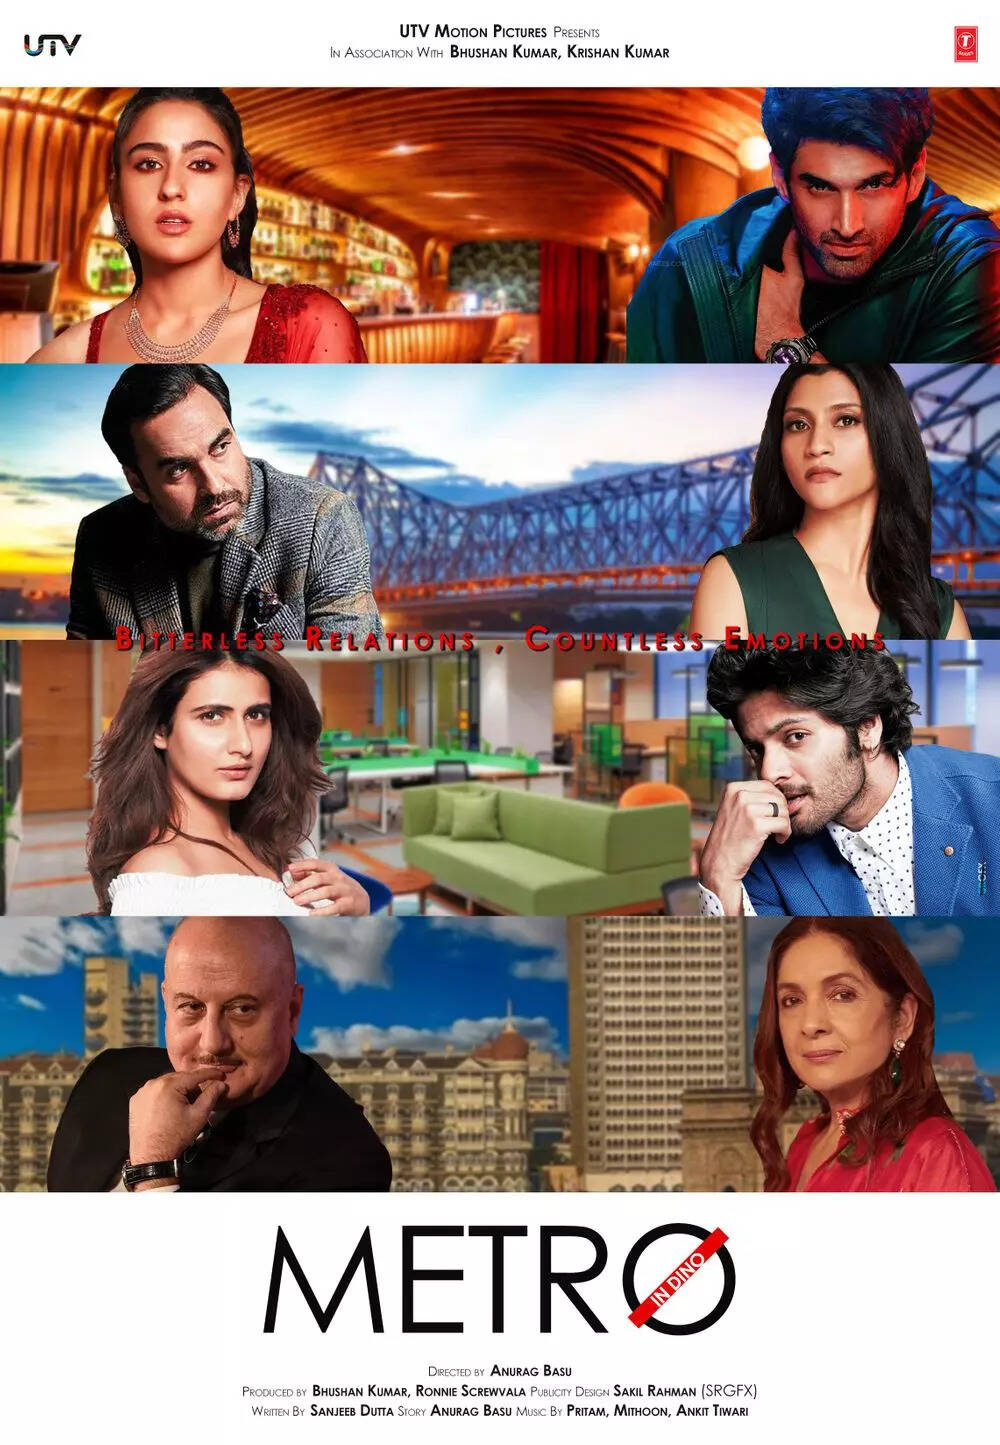 UTV
UTV Motion Pictures Presents
In Association With Bhushan Kumar, Krishan Kumar
T
SERIES
Bitterless Relations , Countless Emotions
SRGFX
METRO
IN DINO
Directed by Anurag Basu
Produced by Bhushan Kumar, Ronnie Screwvala Publicity Design Sakil Rahman (SRGFX)
Written By Sanjeeb Dutta Story Anurag Basu Music By Pritam, Mithoon, Ankit Tiwari